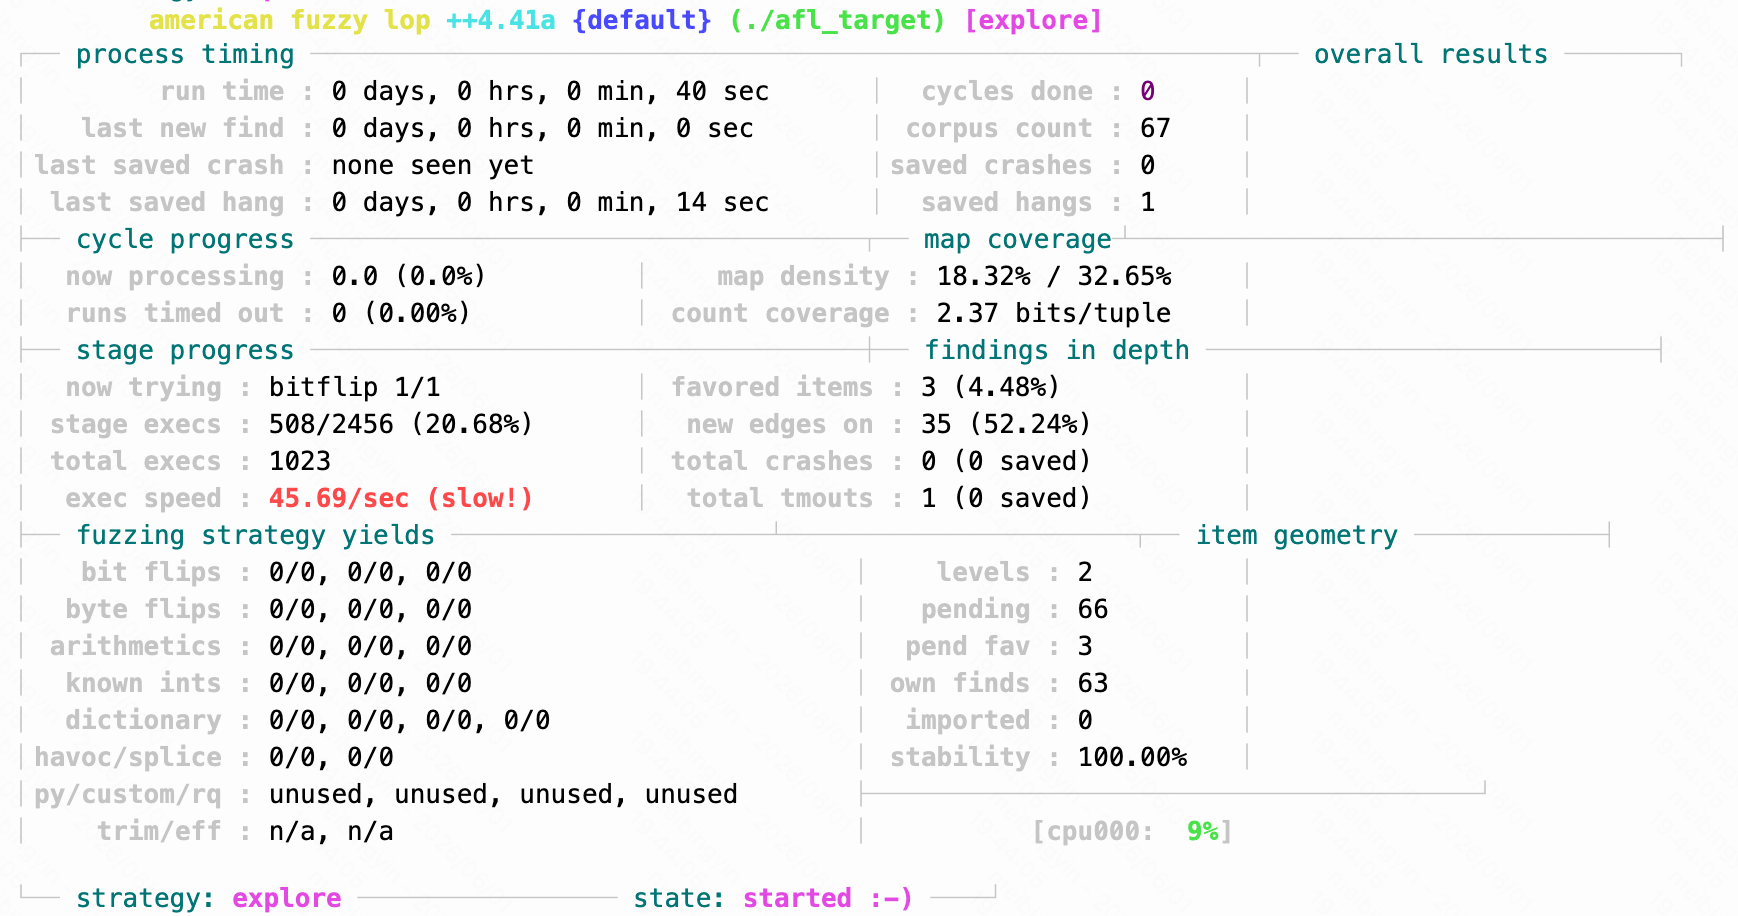 american fuzzy lop ++4.41a {default} (./afl_target) [explore]
process timing overall results
run time : 0 days, 0 hrs, 0 min, 40 sec cycles done : 0
last new find : 0 days, 0 hrs, 0 min, 0 sec corpus count : 67
last saved crash : none seen yet saved crashes : 0
last saved hang : 0 days, 0 hrs, 0 min, 14 sec saved hangs : 1
cycle progress map coverage
now processing : 0.0 (0.0%) map density : 18.32% / 32.65%
runs timed out : 0 (0.00%) count coverage : 2.37 bits/tuple
stage progress findings in depth
now trying : bitflip 1/1 favored items : 3 (4.48%)
stage execs : 508/2456 (20.68%) new edges on : 35 (52.24%)
total execs : 1023 total crashes : 0 (0 saved)
exec speed : 45.69/sec (slow!) total tmouts : 1 (0 saved)
fuzzing strategy yields item geometry
bit flips : 0/0, 0/0, 0/0 levels : 2
byte flips : 0/0, 0/0, 0/0 pending : 66
arithmetics : 0/0, 0/0, 0/0 pend fav : 3
known ints : 0/0, 0/0, 0/0 own finds : 63
dictionary : 0/0, 0/0, 0/0, 0/0 imported : 0
havoc/splice : 0/0, 0/0 stability : 100.00%
py/custom/rq : unused, unused, unused, unused
trim/eff : n/a, n/a [cpu000: 9%]
strategy: explore state: started :-)